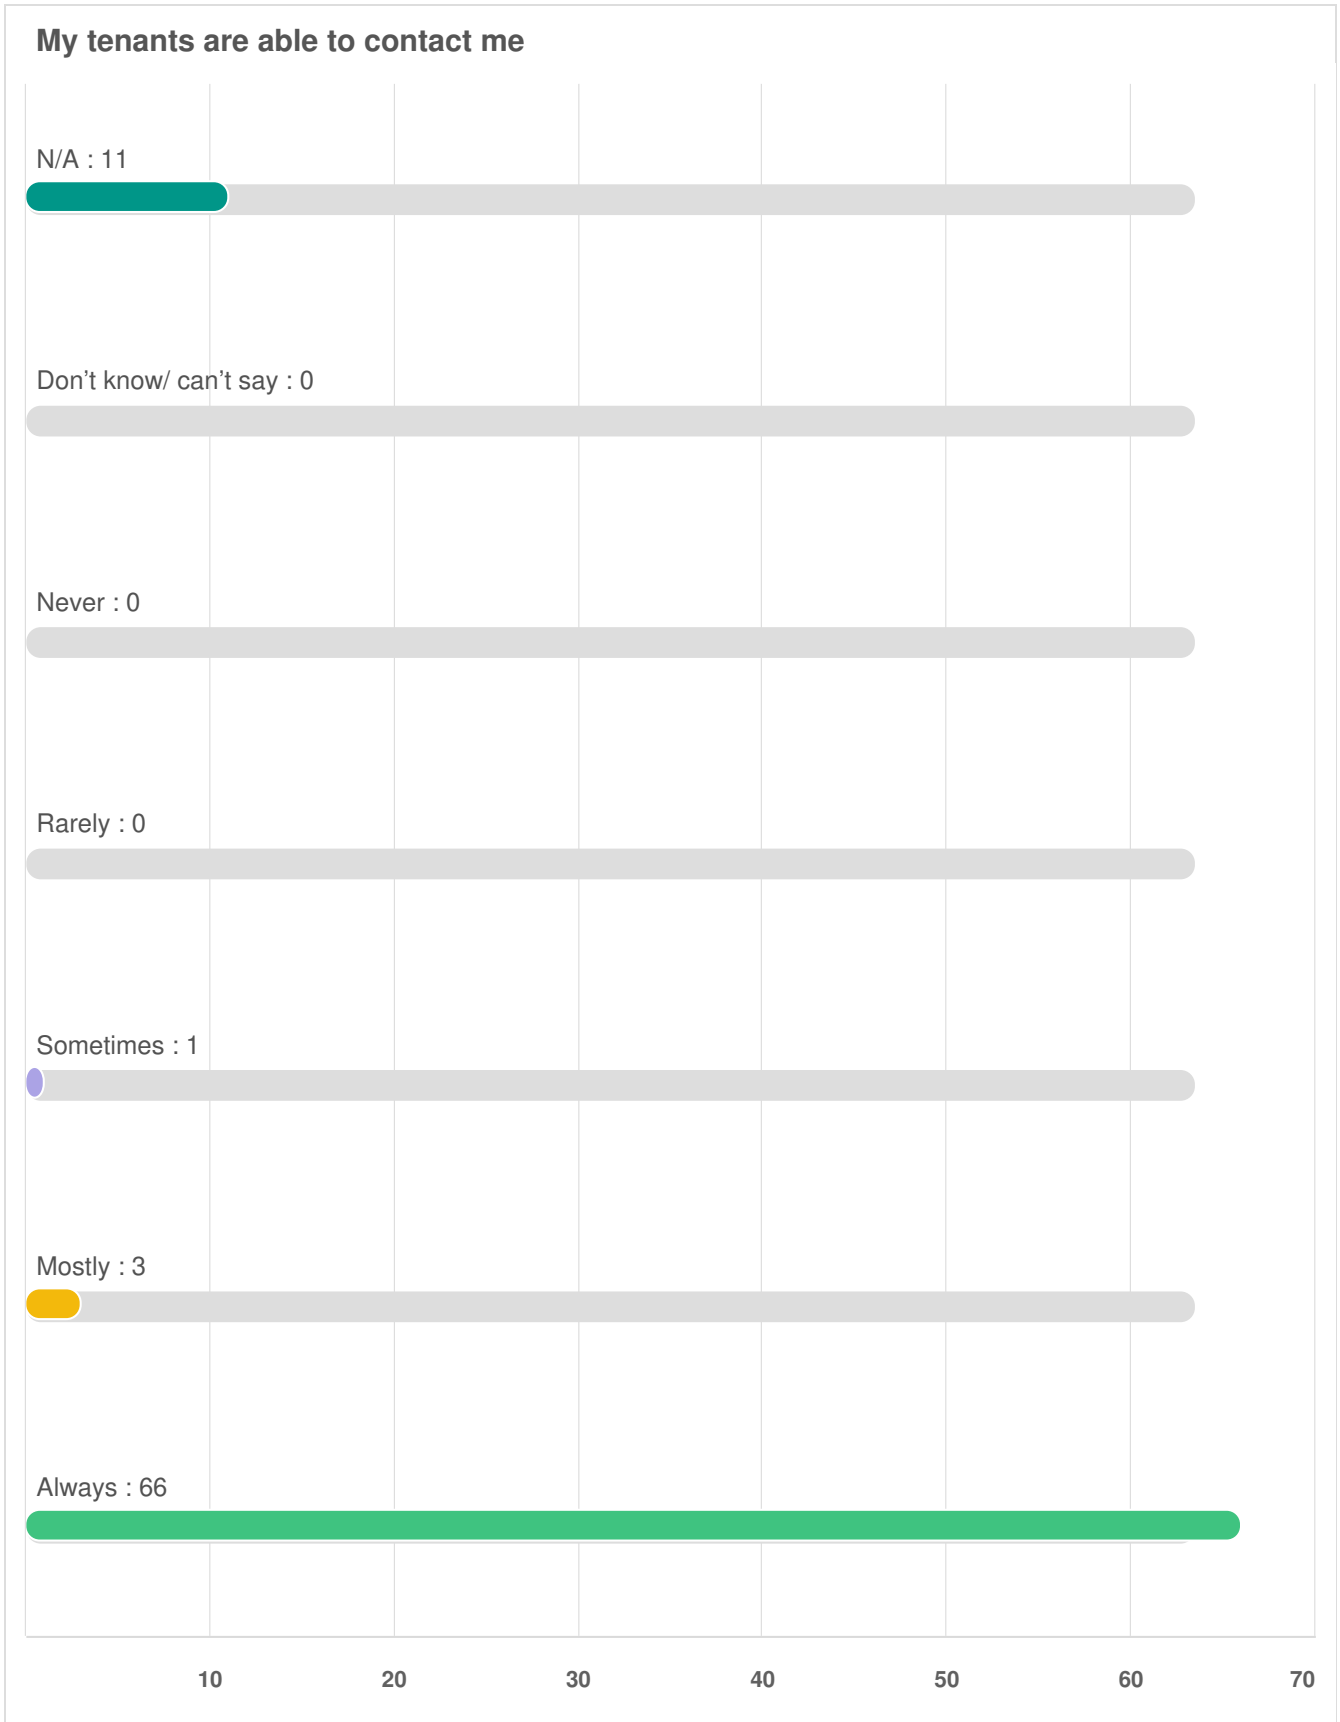 My tenants are able to contact me
N/A : 11
Don’t know/ can’t say : 0
Never : 0
Rarely : 0
Sometimes : 1
Mostly : 3
Always : 66
10 20 30 40 50 60 70